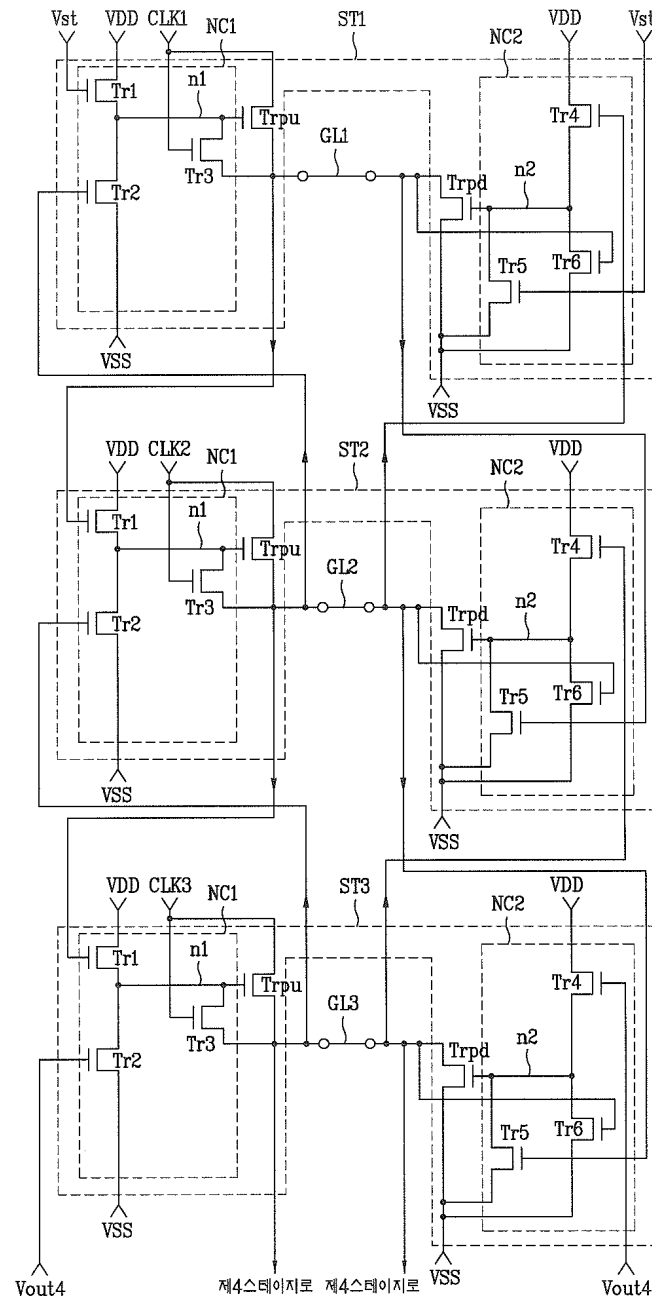 Vst VDD CLK1 NC1 ST1 NC2 VDD Vst
Tr1 n1 Trpu Tr4
GL1
Tr3 Trpd n2
Tr2
Tr5 Tr6
VSS VSS
VDD CLK2 NC1 ST2 VDD
NC2
Tr1 n1 Trpu Tr4
GL2
Tr3 Trpd n2
Tr2
Tr5 Tr6
VSS VSS
VDD CLK3 NC1 ST3 NC2 VDD
Tr1 n1 Trpu Tr4
GL3
Tr3 Trpd n2
Tr2
Tr5 Tr6
VSS VSS
Vout4 제4스테이지로 제4스테이지로 Vout4